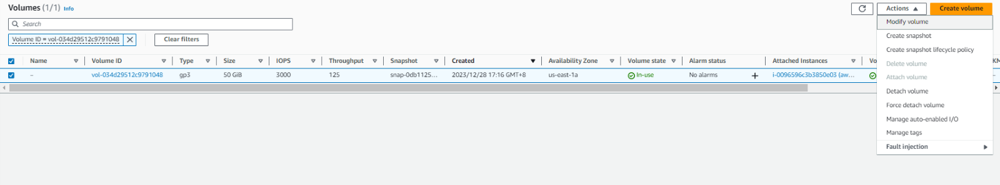 Volumes (1/1) Info
Actions
Create volume
Search
Volume ID = vol-034d29512c9791048
Clear filters
Name Volume ID Type Size IOPS Throughput Snapshot Created Availability Zone Volume state Alarm status Attached Instances
– vol-034d29512c9791048 gp3 50 GiB 3000 125 snap-0db1125... 2023/12/28 17:16 GMT+8 us-east-1a In-use No alarms + i-0096596c3b3850e03 (aw...
Modify volume
Create snapshot
Create snapshot lifecycle policy
Delete volume
Attach volume
Detach volume
Force detach volume
Manage auto-enabled I/O
Manage tags
Fault injection